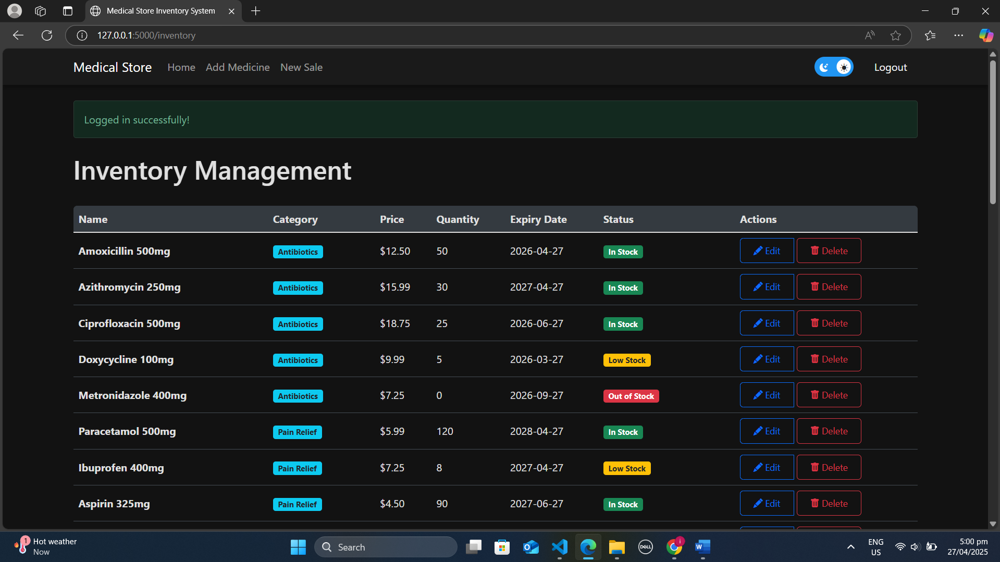 Medical Store Inventory System
127.0.0.1:5000/inventory
Medical Store Home Add Medicine New Sale Logout
Logged in successfully!
Inventory Management
Name Category Price Quantity Expiry Date Status Actions
Amoxicillin 500mg Antibiotics $12.50 50 2026-04-27 In Stock Edit Delete
Azithromycin 250mg Antibiotics $15.99 30 2027-04-27 In Stock Edit Delete
Ciprofloxacin 500mg Antibiotics $18.75 25 2026-06-27 In Stock Edit Delete
Doxycycline 100mg Antibiotics $9.99 5 2026-03-27 Low Stock Edit Delete
Metronidazole 400mg Antibiotics $7.25 0 2026-09-27 Out of Stock Edit Delete
Paracetamol 500mg Pain Relief $5.99 120 2028-04-27 In Stock Edit Delete
Ibuprofen 400mg Pain Relief $7.25 8 2027-04-27 Low Stock Edit Delete
Aspirin 325mg Pain Relief $4.50 90 2027-06-27 In Stock Edit Delete
1 Hot weather
Now
Search
DELL
i
W
ENG
US
5:00 pm
27/04/2025